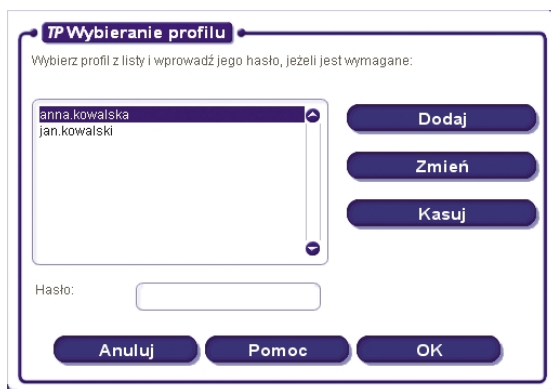 TP Wybieranie profilu
Wybierz profil z listy i wprowadź jego hasło, jeżeli jest wymagane:
anna.kowalska
jan.kowalski
Dodaj
Zmień
Kasuj
Hasło:
Anuluj
Pomoc
OK